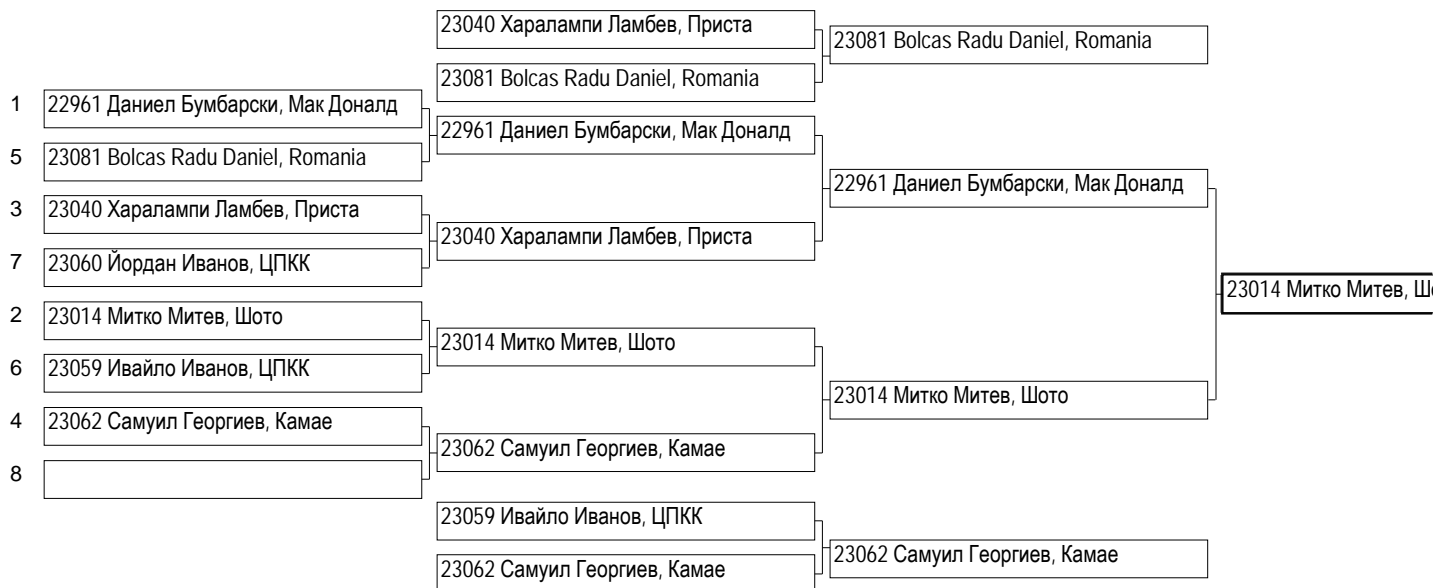 23040 Харалампи Ламбев, Приста
23081 Bolcas Radu Daniel, Romania
23081 Bolcas Radu Daniel, Romania
1 22961 Даниел Бумбарски, Мак Доналд
22961 Даниел Бумбарски, Мак Доналд
5 23081 Bolcas Radu Daniel, Romania
22961 Даниел Бумбарски, Мак Доналд
3 23040 Харалампи Ламбев, Приста
23040 Харалампи Ламбев, Приста
7 23060 Йордан Иванов, ЦПКК
23014 Митко Митев,
2 23014 Митко Митев, Шото
23014 Митко Митев, Шото
6 23059 Ивайло Иванов, ЦПКК
23014 Митко Митев, Шото
4 23062 Самуил Георгиев, Камае
23062 Самуил Георгиев, Камае
8
23059 Ивайло Иванов, ЦПКК
23062 Самуил Георгиев, Камае
23062 Самуил Георгиев, Камае